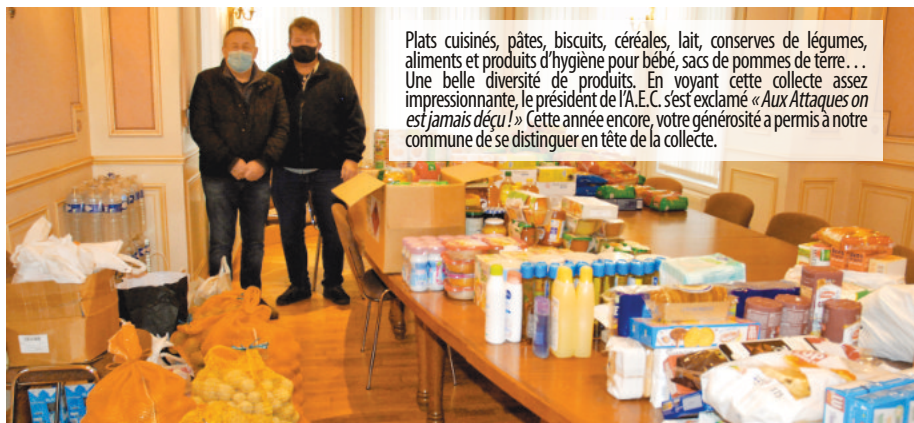 Plats cuisinés, pâtes, biscuits, céréales, lait, conserves de légumes,
aliments et produits d'hygiène pour bébé, sacs de pommes de terre…
Une belle diversité de produits. En voyant cette collecte assez
impressionnante, le président de l'A.E.C. s'est exclamé « Aux Attaques on
est jamais déçu ! » Cette année encore, votre générosité a permis à notre
commune de se distinguer en tête de la collecte.